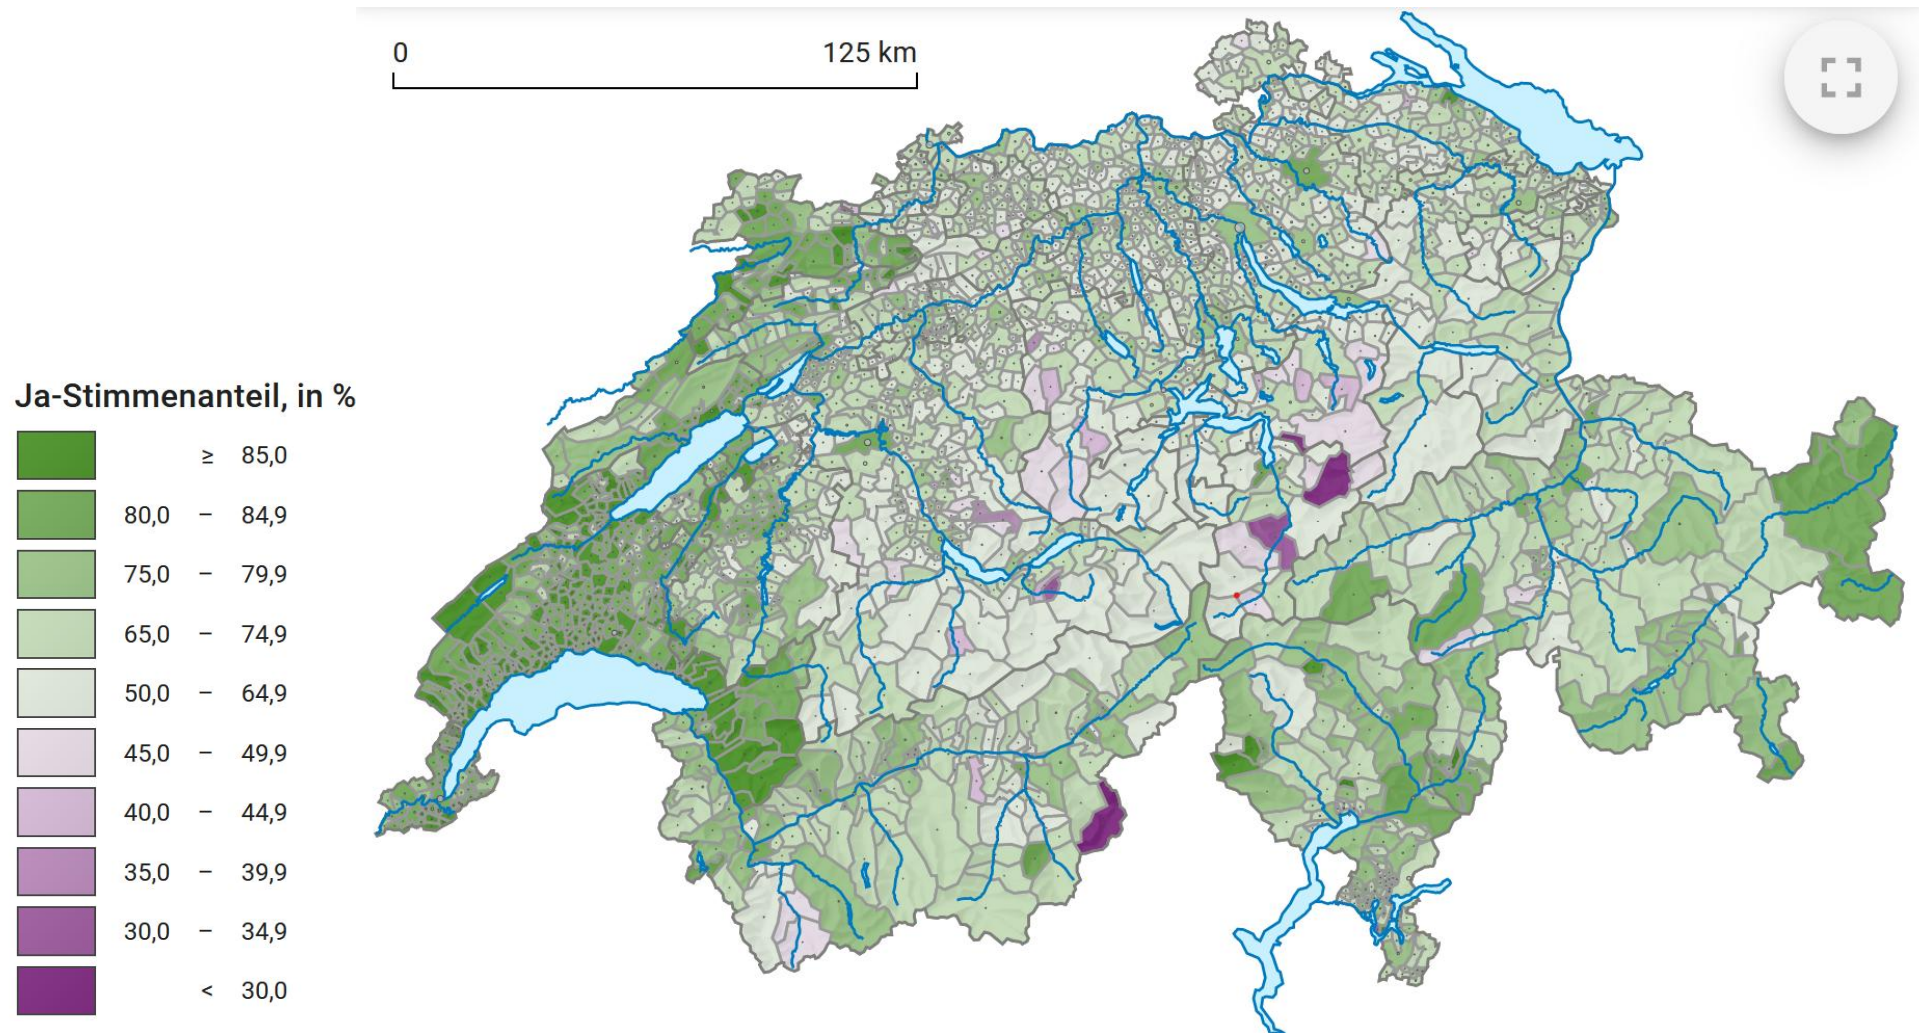 0 125 km
Ja-Stimmenanteil, in %
≥ 85,0
80,0 – 84,9
75,0 – 79,9
65,0 – 74,9
50,0 – 64,9
45,0 – 49,9
40,0 – 44,9
35,0 – 39,9
30,0 – 34,9
< 30,0